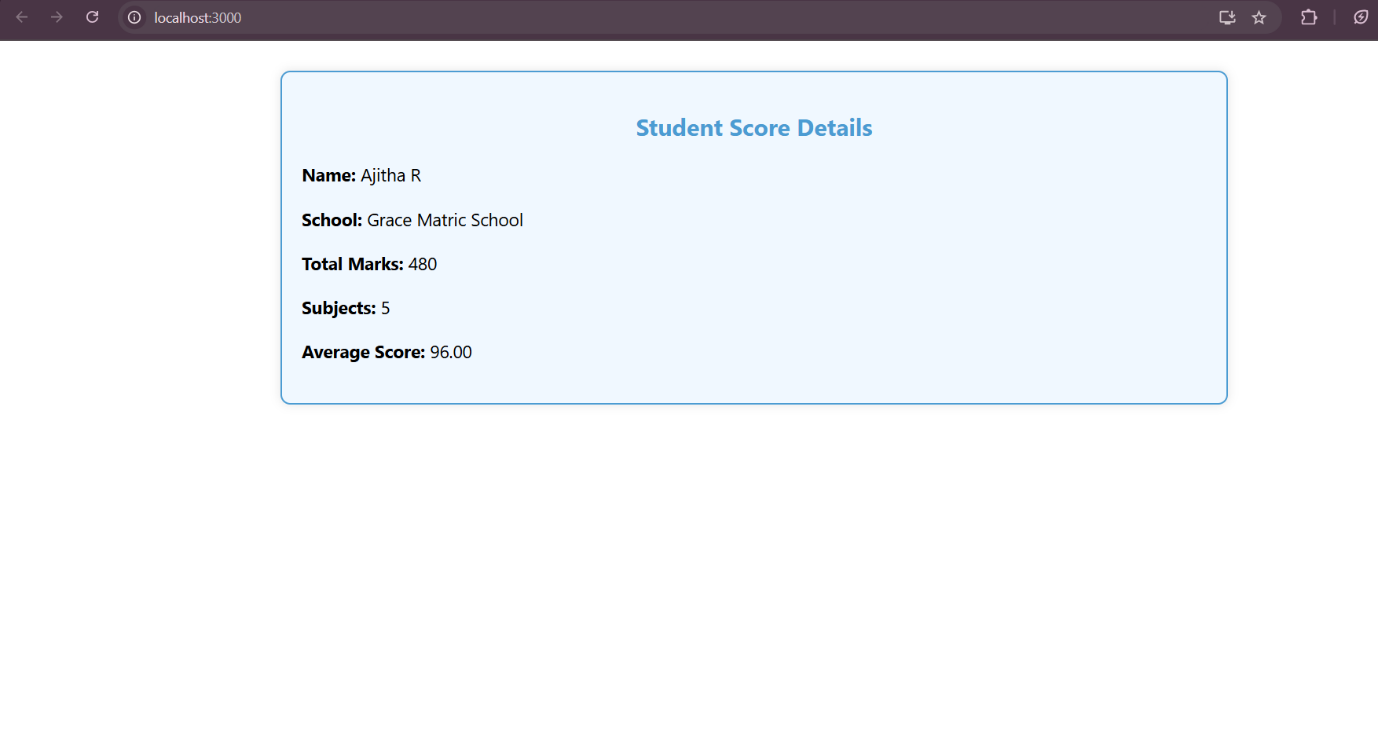 localhost:3000
Student Score Details
Name: Ajitha R
School: Grace Matric School
Total Marks: 480
Subjects: 5
Average Score: 96.00